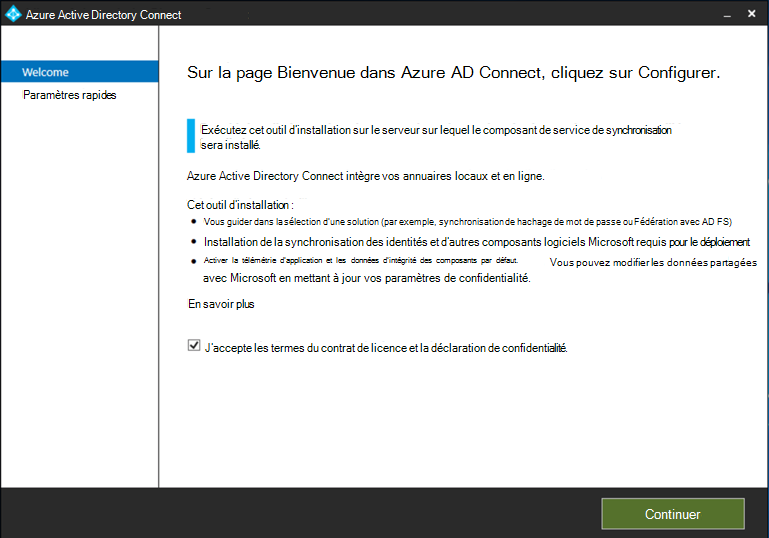 Azure Active Directory Connect
Welcome
Paramètres rapides
Sur la page Bienvenue dans Azure AD Connect, cliquez sur Configurer.
Exécutez cet outil d'installation sur le serveur sur lequel le composant de service de synchronisation
sera installé.
Azure Active Directory Connect intègre vos annuaires locaux et en ligne.
Cet outil d'installation :
• Vous guider dans la sélection d'une solution (par exemple, synchronisation de hachage de mot de passe ou Fédération avec AD FS)
• Installation de la synchronisation des identités et d'autres composants logiciels Microsoft requis pour le déploiement
• Activer la télémétrie d'application et les données d'intégrité des composants par défaut. Vous pouvez modifier les données partagées
avec Microsoft en mettant à jour vos paramètres de confidentialité.
En savoir plus
J'accepte les termes du contrat de licence et la déclaration de confidentialité.
Continuer